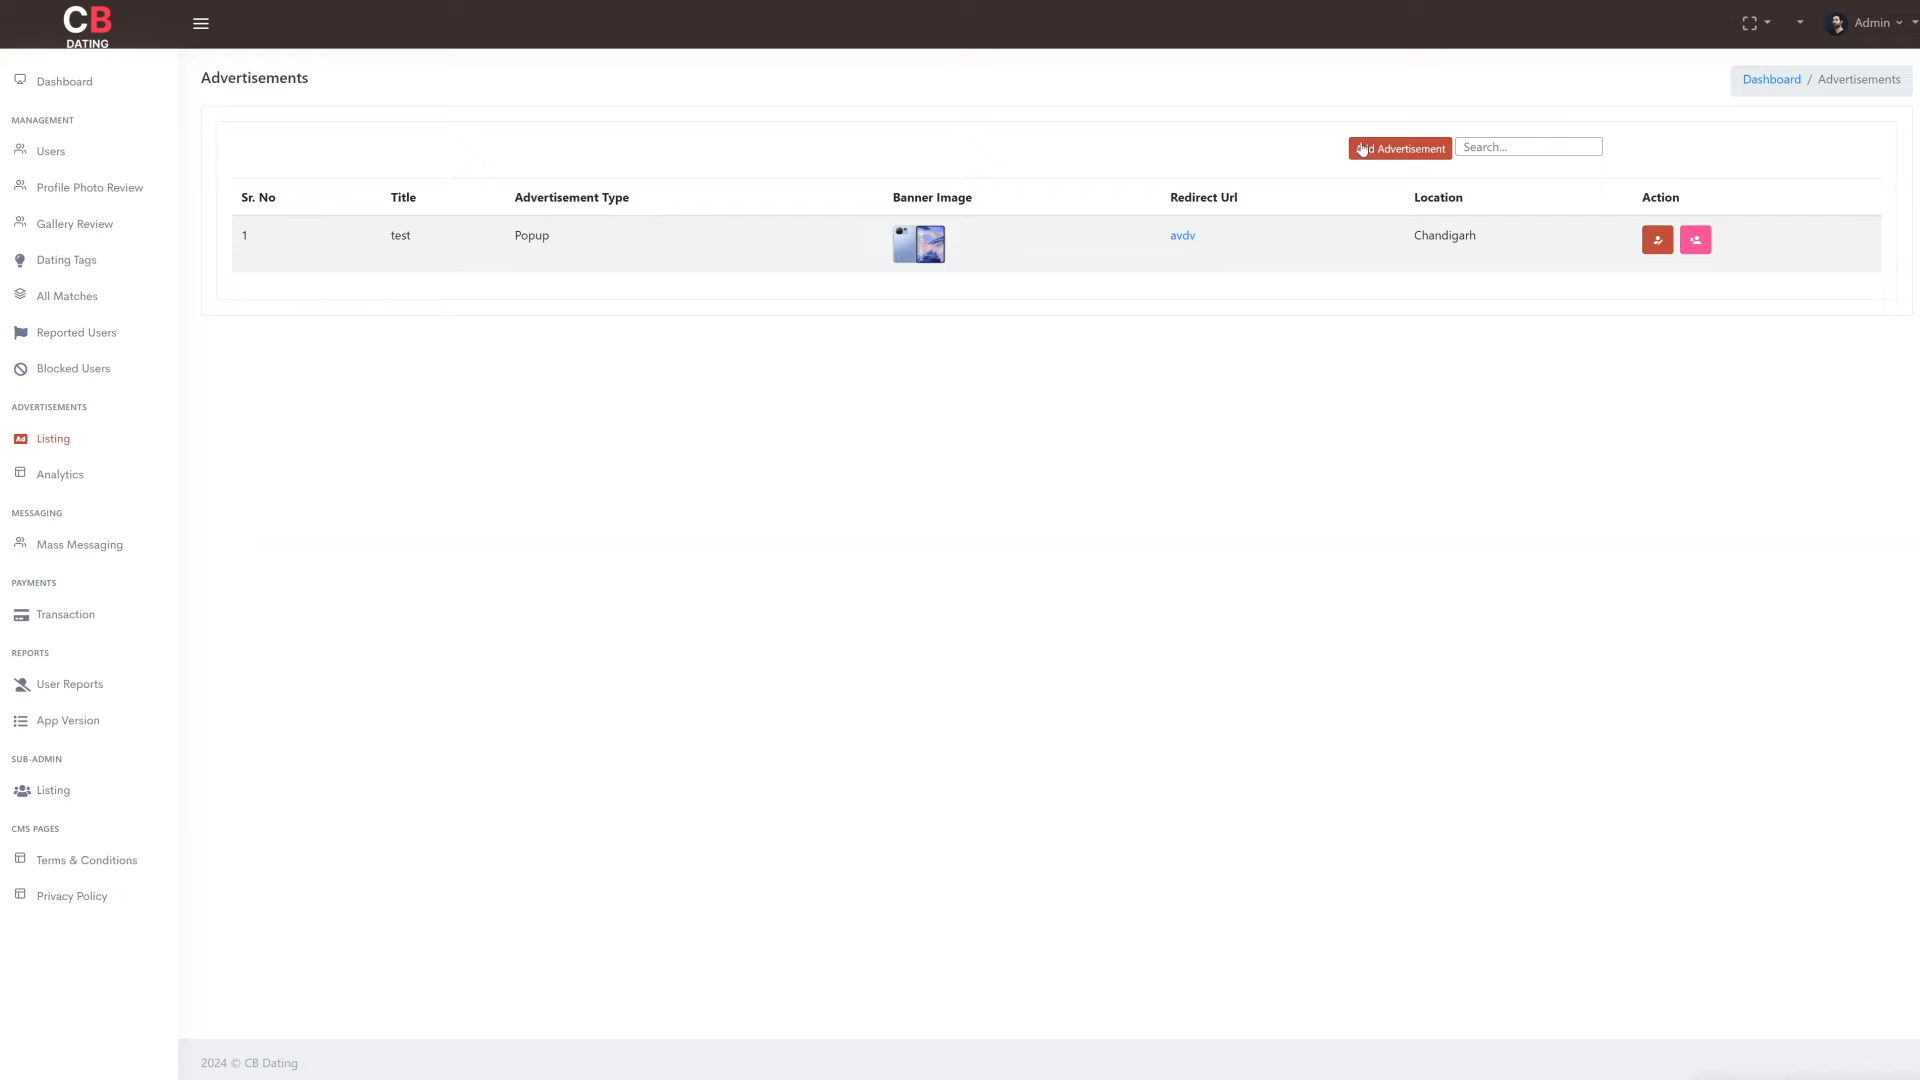 CB
DATING
Admin
Dashboard
MANAGEMENT
Users
Profile Photo Review
Gallery Review
Dating Tags
All Matches
Reported Users
Blocked Users
ADVERTISEMENTS
Ad Listing
Analytics
MESSAGING
Mass Messaging
PAYMENTS
Transaction
REPORTS
User Reports
App Version
SUB-ADMIN
Listing
CMS PAGES
Terms & Conditions
Privacy Policy
Advertisements
Dashboard / Advertisements
Add Advertisement Search...
Sr. No Title Advertisement Type Banner Image Redirect Url Location Action
1 test Popup avdv Chandigarh
2024 © CB Dating